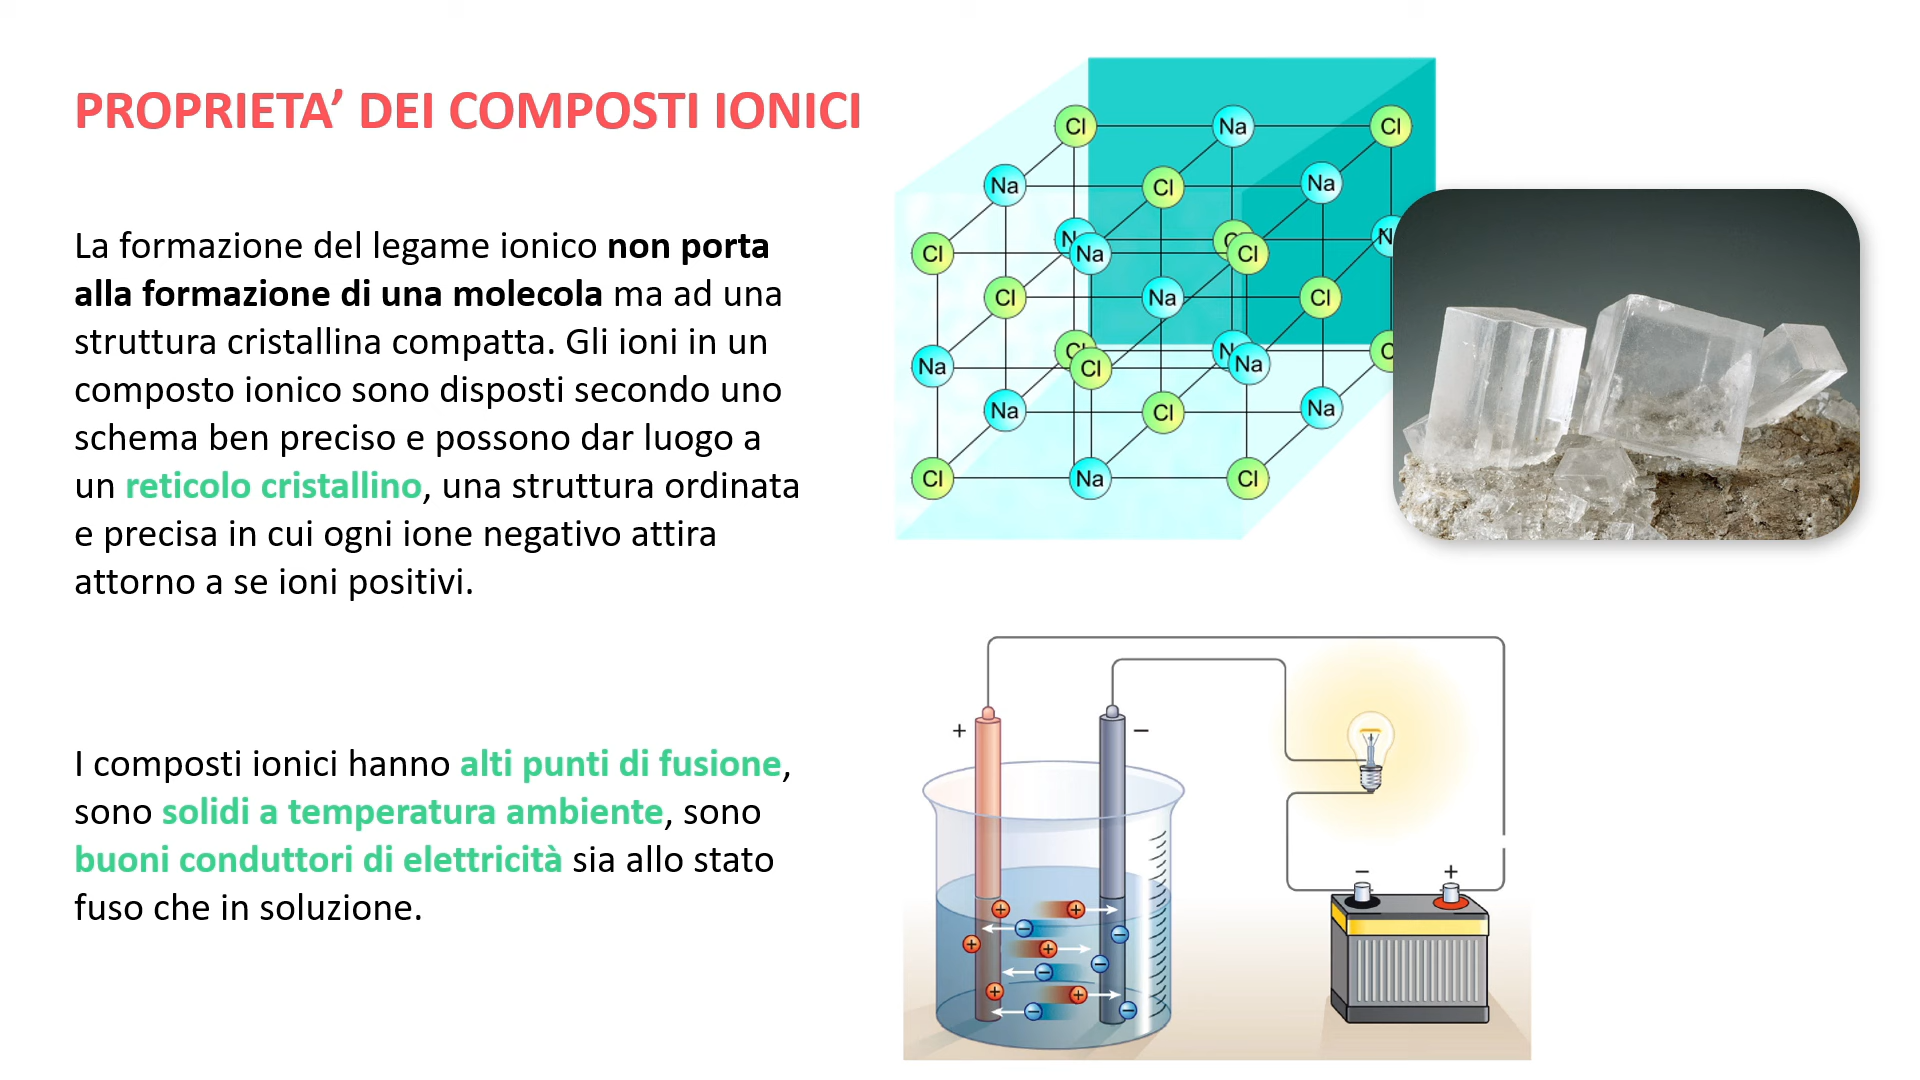 PROPRIETA’ DEI COMPOSTI IONICI
La formazione del legame ionico non porta
alla formazione di una molecola ma ad una
struttura cristallina compatta. Gli ioni in un
composto ionico sono disposti secondo uno
schema ben preciso e possono dar luogo a
un reticolo cristallino, una struttura ordinata
e precisa in cui ogni ione negativo attira
attorno a se ioni positivi.
I composti ionici hanno alti punti di fusione,
sono solidi a temperatura ambiente, sono
buoni conduttori di elettricità sia allo stato
fuso che in soluzione.
Cl Na Cl
Na Cl Na
Cl Na Cl
Cl Na Cl
Na Cl Na
Na Cl Na
Cl Na Cl
+ −
− +
+ + −
+ + −
− −
+ + −
−